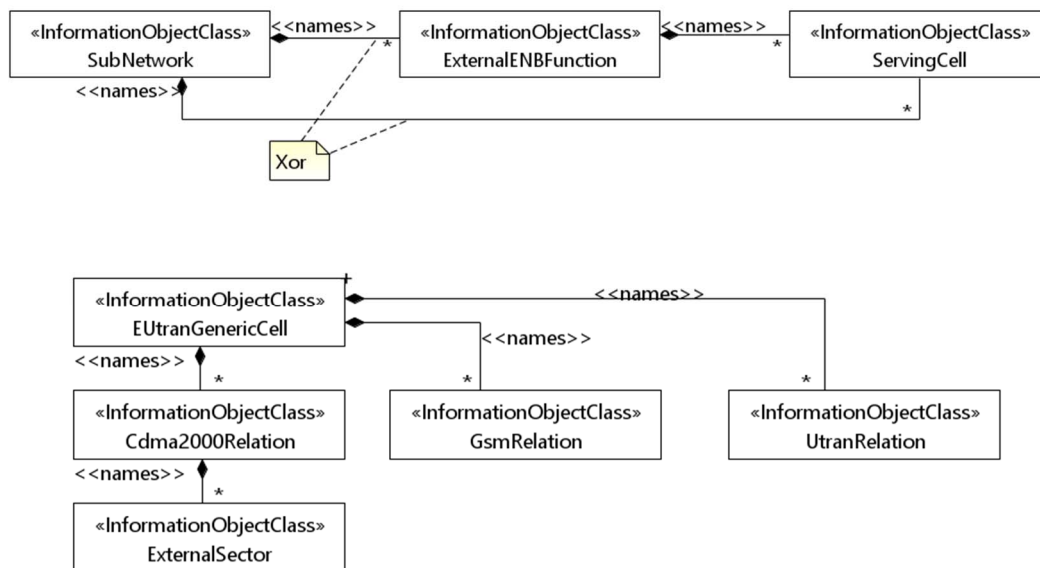 «InformationObjectClass»
SubNetwork
<<names>>
*
«InformationObjectClass»
ExternalENBFunction
<<names>>
*
«InformationObjectClass»
ServingCell
<<names>>
*
Xor
«InformationObjectClass»
EUtranGenericCell
<<names>>
<<names>>
<<names>>
*
*
*
«InformationObjectClass»
Cdma2000Relation
«InformationObjectClass»
GsmRelation
«InformationObjectClass»
UtranRelation
<<names>>
*
«InformationObjectClass»
ExternalSector